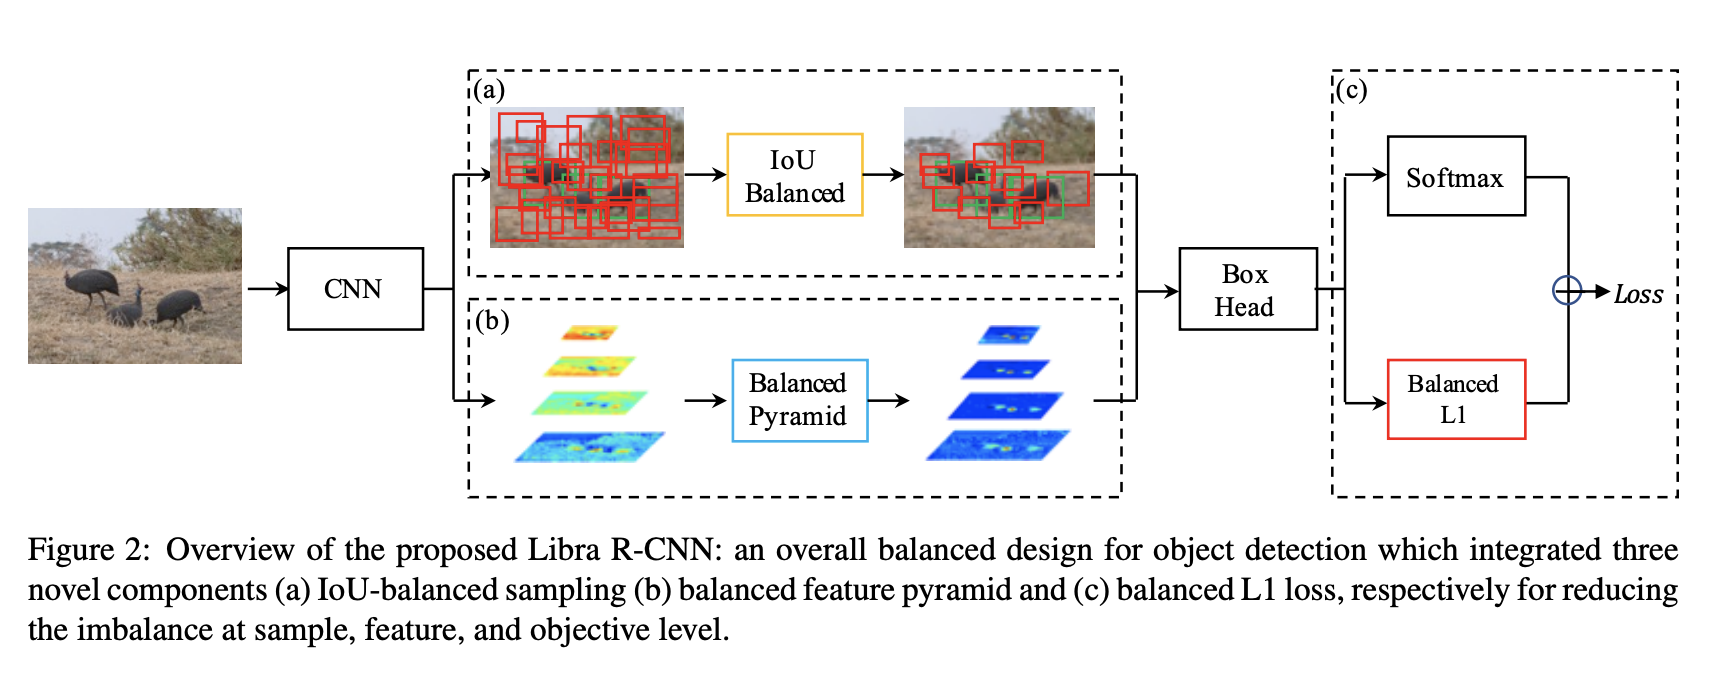 (a)
IoU
Balanced
CNN
(b)
Balanced
Pyramid
Box
Head
(c)
Softmax
Balanced
L1
Loss
Figure 2: Overview of the proposed Libra R-CNN: an overall balanced design for object detection which integrated three
novel components (a) IoU-balanced sampling (b) balanced feature pyramid and (c) balanced L1 loss, respectively for reducing
the imbalance at sample, feature, and objective level.